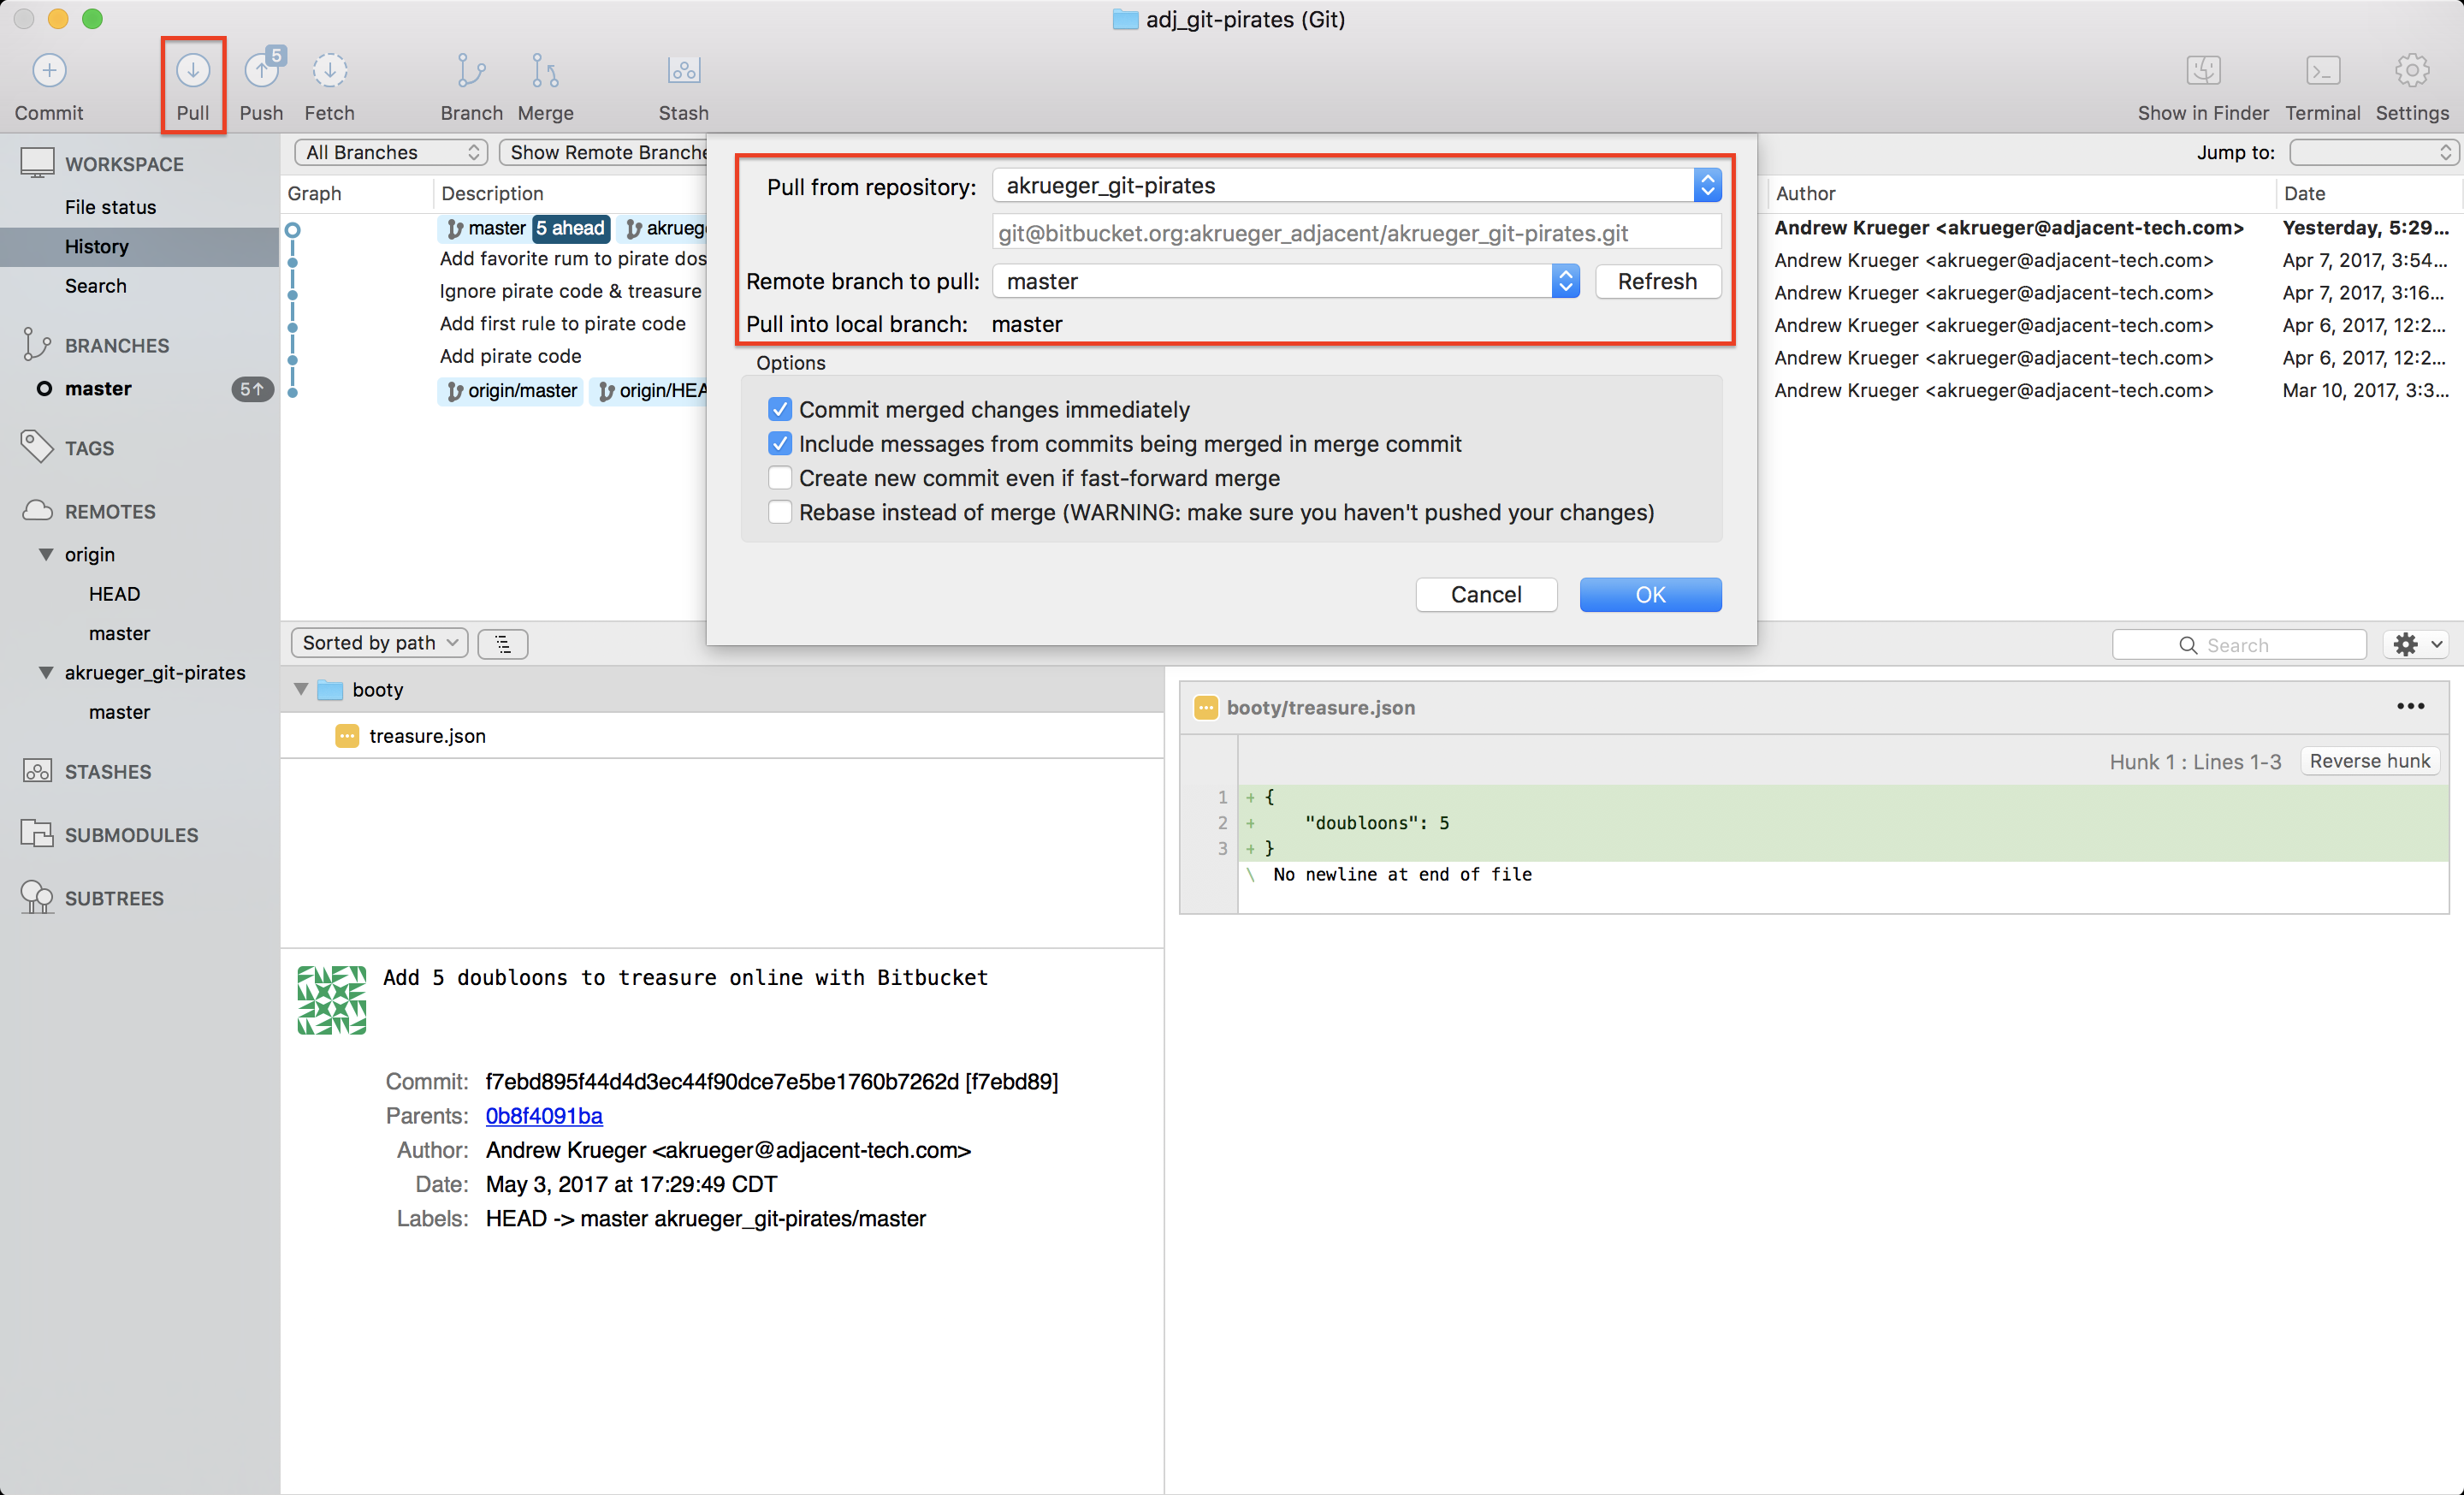 adj_git-pirates (Git)
5
Commit
Pull
Push
Fetch
Branch
Merge
Stash
Show in Finder
Terminal
Settings
WORKSPACE
File status
History
Search
BRANCHES
master
5↑
TAGS
REMOTES
origin
HEAD
master
akrueger_git-pirates
master
STASHES
SUBMODULES
SUBTREES
All Branches
Show Remote Branche
Jump to:
Graph
Description
Author
Date
master 5 ahead akrueg
Andrew Krueger <akrueger@adjacent-tech.com>
Yesterday, 5:29...
Add favorite rum to pirate dos
Andrew Krueger <akrueger@adjacent-tech.com>
Apr 7, 2017, 3:54...
Ignore pirate code & treasure
Andrew Krueger <akrueger@adjacent-tech.com>
Apr 7, 2017, 3:16...
Add first rule to pirate code
Andrew Krueger <akrueger@adjacent-tech.com>
Apr 6, 2017, 12:2...
Add pirate code
Andrew Krueger <akrueger@adjacent-tech.com>
Apr 6, 2017, 12:2...
origin/master origin/HEA
Andrew Krueger <akrueger@adjacent-tech.com>
Mar 10, 2017, 3:3...
Pull from repository: akrueger_git-pirates
git@bitbucket.org:akrueger_adjacent/akrueger_git-pirates.git
Remote branch to pull: master Refresh
Pull into local branch: master
Options
Commit merged changes immediately
Include messages from commits being merged in merge commit
Create new commit even if fast-forward merge
Rebase instead of merge (WARNING: make sure you haven't pushed your changes)
Cancel
OK
Sorted by path
Search
booty
treasure.json
booty/treasure.json
•••
Hunk 1 : Lines 1-3
Reverse hunk
1 + {
2 + "doubloons": 5
3 + }
\ No newline at end of file
Add 5 doubloons to treasure online with Bitbucket
Commit: f7ebd895f44d4d3ec44f90dce7e5be1760b7262d [f7ebd89]
Parents: 0b8f4091ba
Author: Andrew Krueger <akrueger@adjacent-tech.com>
Date: May 3, 2017 at 17:29:49 CDT
Labels: HEAD -> master akrueger_git-pirates/master